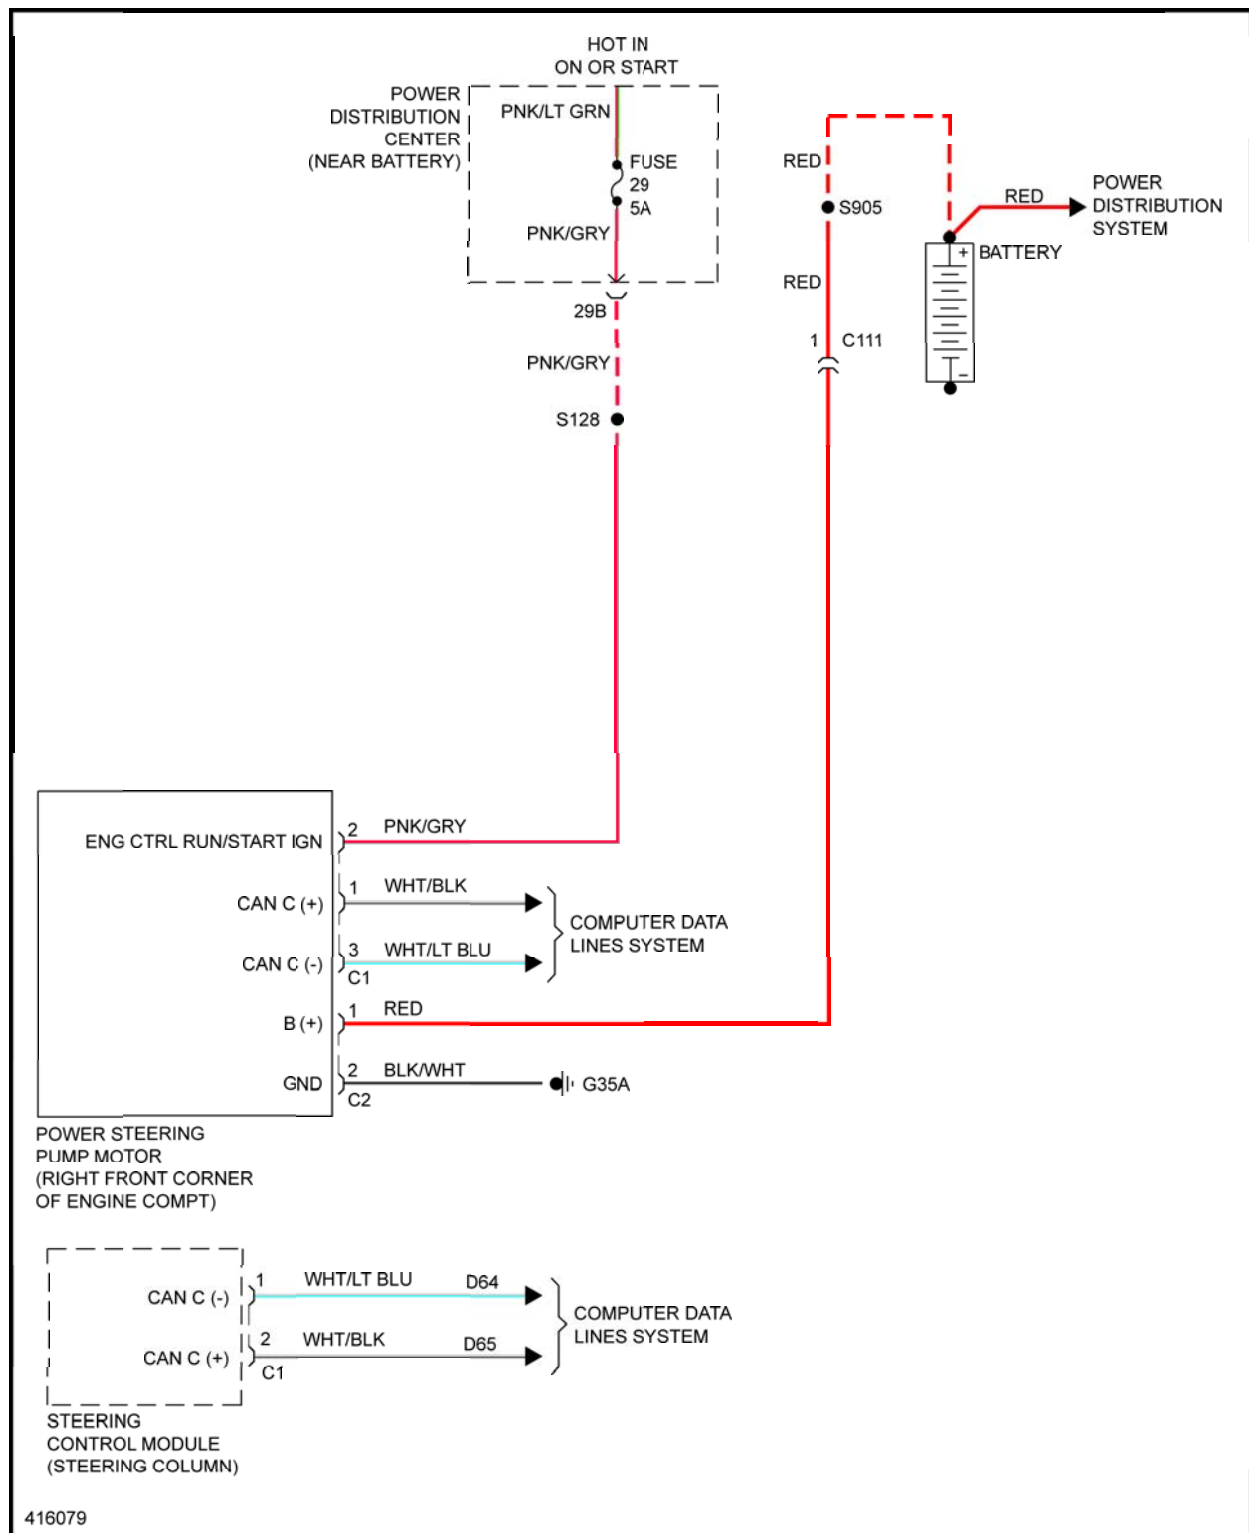 HOT IN
ON OR START
POWER
DISTRIBUTION
CENTER
(NEAR BATTERY)
PNK/LT GRN
FUSE
29
5A
PNK/GRY
29B
PNK/GRY
S128
RED
S905
RED
1 C111
RED
POWER
DISTRIBUTION
SYSTEM
+ BATTERY
–
ENG CTRL RUN/START IGN 2 PNK/GRY
CAN C (+) 1 WHT/BLK
CAN C (-) 3 WHT/LT BLU
C1
COMPUTER DATA
LINES SYSTEM
B (+) 1 RED
GND 2 BLK/WHT G35A
C2
POWER STEERING
PUMP MOTOR
(RIGHT FRONT CORNER
OF ENGINE COMPT)
CAN C (-) 1 WHT/LT BLU D64
CAN C (+) 2 WHT/BLK D65
C1
COMPUTER DATA
LINES SYSTEM
STEERING
CONTROL MODULE
(STEERING COLUMN)
416079